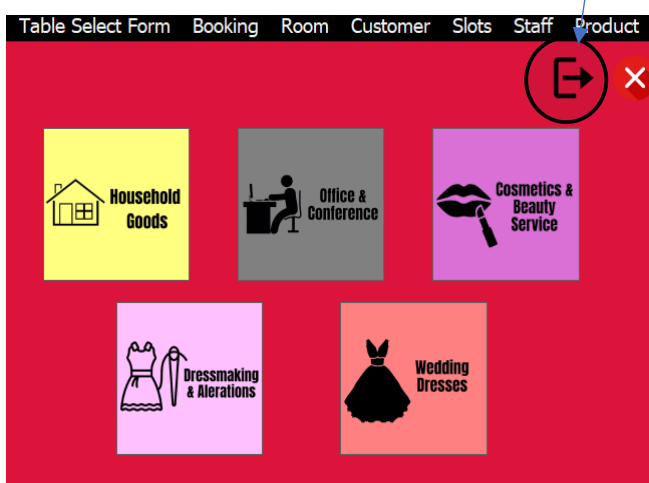 Table Select Form Booking Room Customer Slots Staff Product
Household
Goods
Office &
Conference
Cosmetics &
Beauty
Service
Dressmaking
& Alerations
Wedding
Dresses